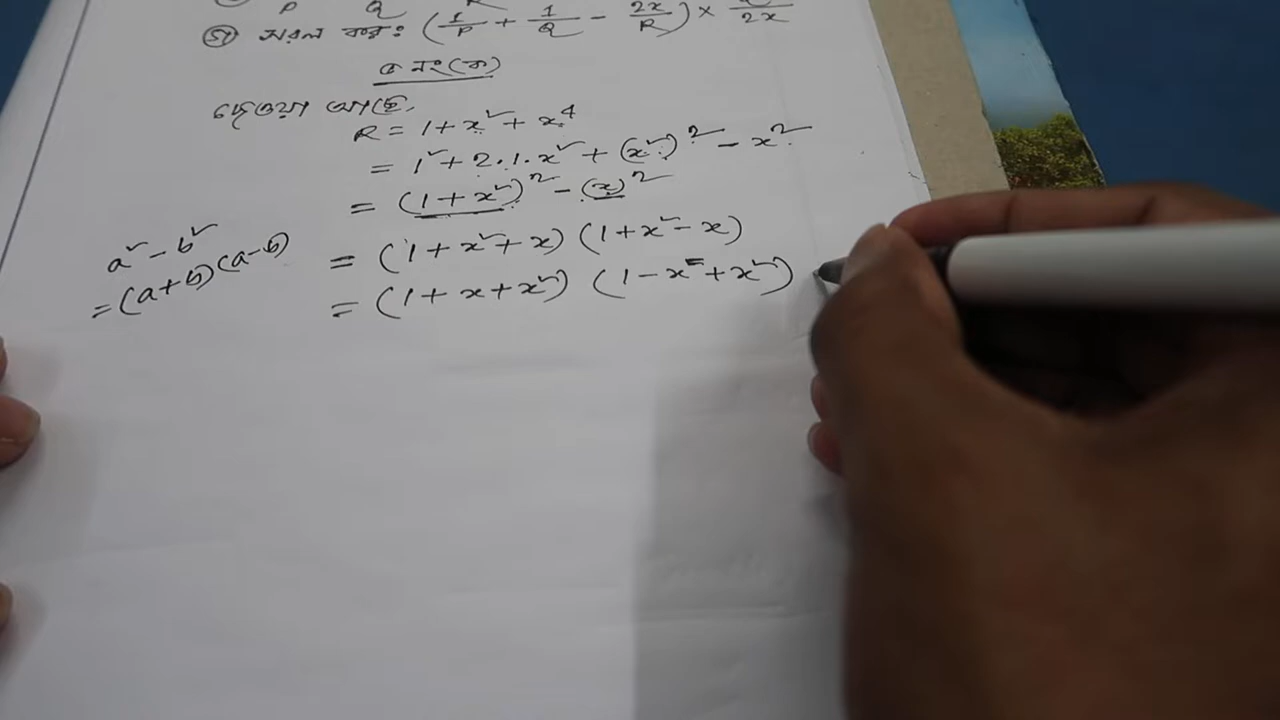 P Q
গ) সরল কর: (1/P + 1/Q − 2x/R) × /2x
৫ নং (ক)
দেওয়া আছে,
R = 1 + x² + x⁴
= 1² + 2·1·x² + (x²)² − x²
= (1 + x²)² − (x)²
a² − b² = (1 + x² + x) (1 + x² − x)
= (a+b)(a−b) = (1 + x + x²) (1 − x + x²)